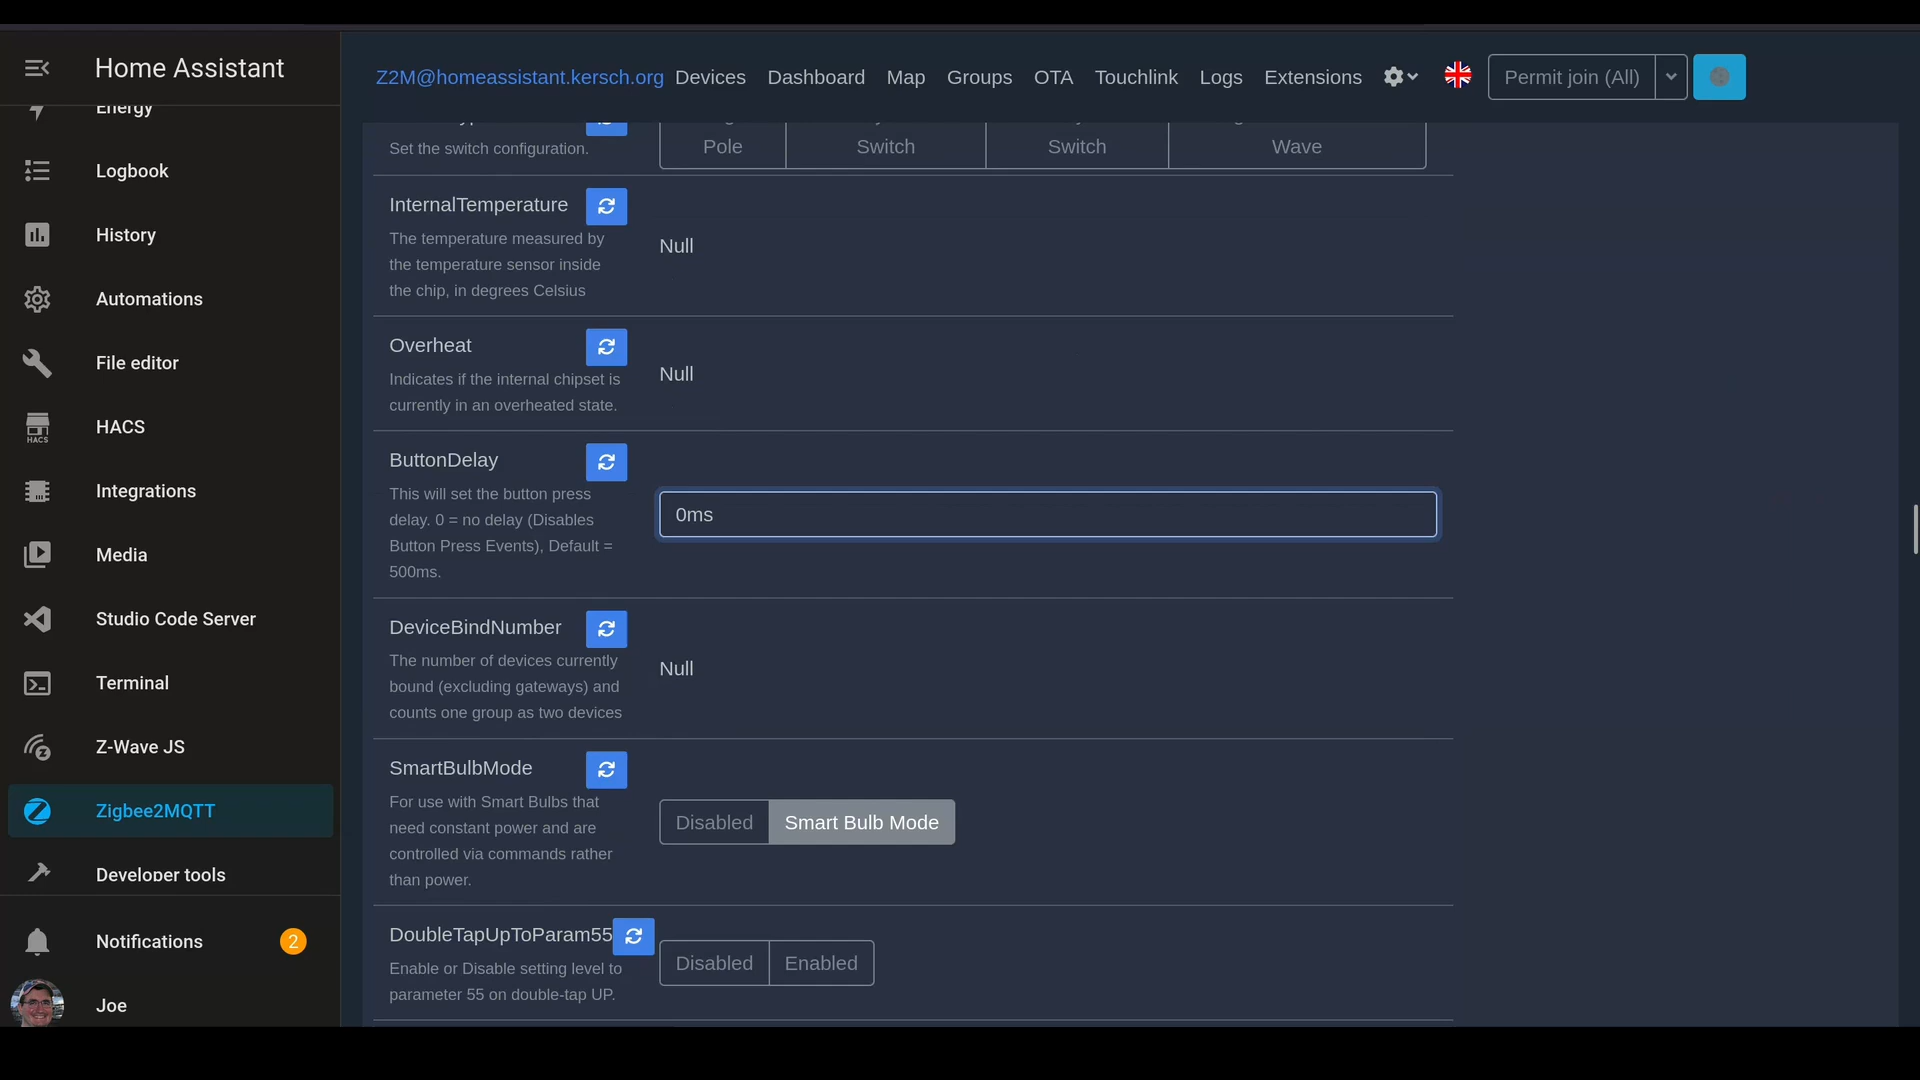 Home Assistant
Energy
Logbook
History
Automations
File editor
HACS
HACS
Integrations
Media
Studio Code Server
Terminal
Z-Wave JS
Zigbee2MQTT
Developer tools
Notifications
2
Joe
Z2M@homeassistant.kersch.org Devices Dashboard Map Groups OTA Touchlink Logs Extensions Permit join (All)
Set the switch configuration.
Pole Switch Switch Wave
InternalTemperature
The temperature measured by
the temperature sensor inside
the chip, in degrees Celsius
Null
Overheat
Indicates if the internal chipset is
currently in an overheated state.
Null
ButtonDelay
This will set the button press
delay. 0 = no delay (Disables
Button Press Events), Default =
500ms.
0ms
DeviceBindNumber
The number of devices currently
bound (excluding gateways) and
counts one group as two devices
Null
SmartBulbMode
For use with Smart Bulbs that
need constant power and are
controlled via commands rather
than power.
Disabled Smart Bulb Mode
DoubleTapUpToParam55
Enable or Disable setting level to
parameter 55 on double-tap UP.
Disabled Enabled